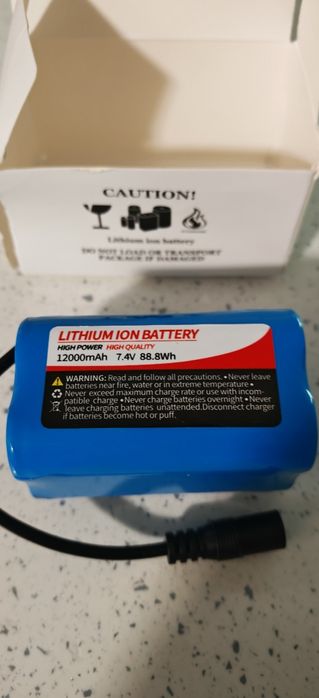 CAUTION!
Lithium ion battery
DO NOT LOAD OR TRANSPORT
PACKAGE IF DAMAGED
LITHIUM ION BATTERY
HIGH POWER HIGH QUALITY
12000mAh 7.4V 88.8Wh
WARNING: Read and follow all precautions. • Never leave
batteries near fire, water or in extreme temperature •
Never exceed maximum charge rate or use with incom-
patible charge • Never charge batteries overnight • Never
leave charging batteries unattended.Disconnect charger
if batteries become hot or puff.